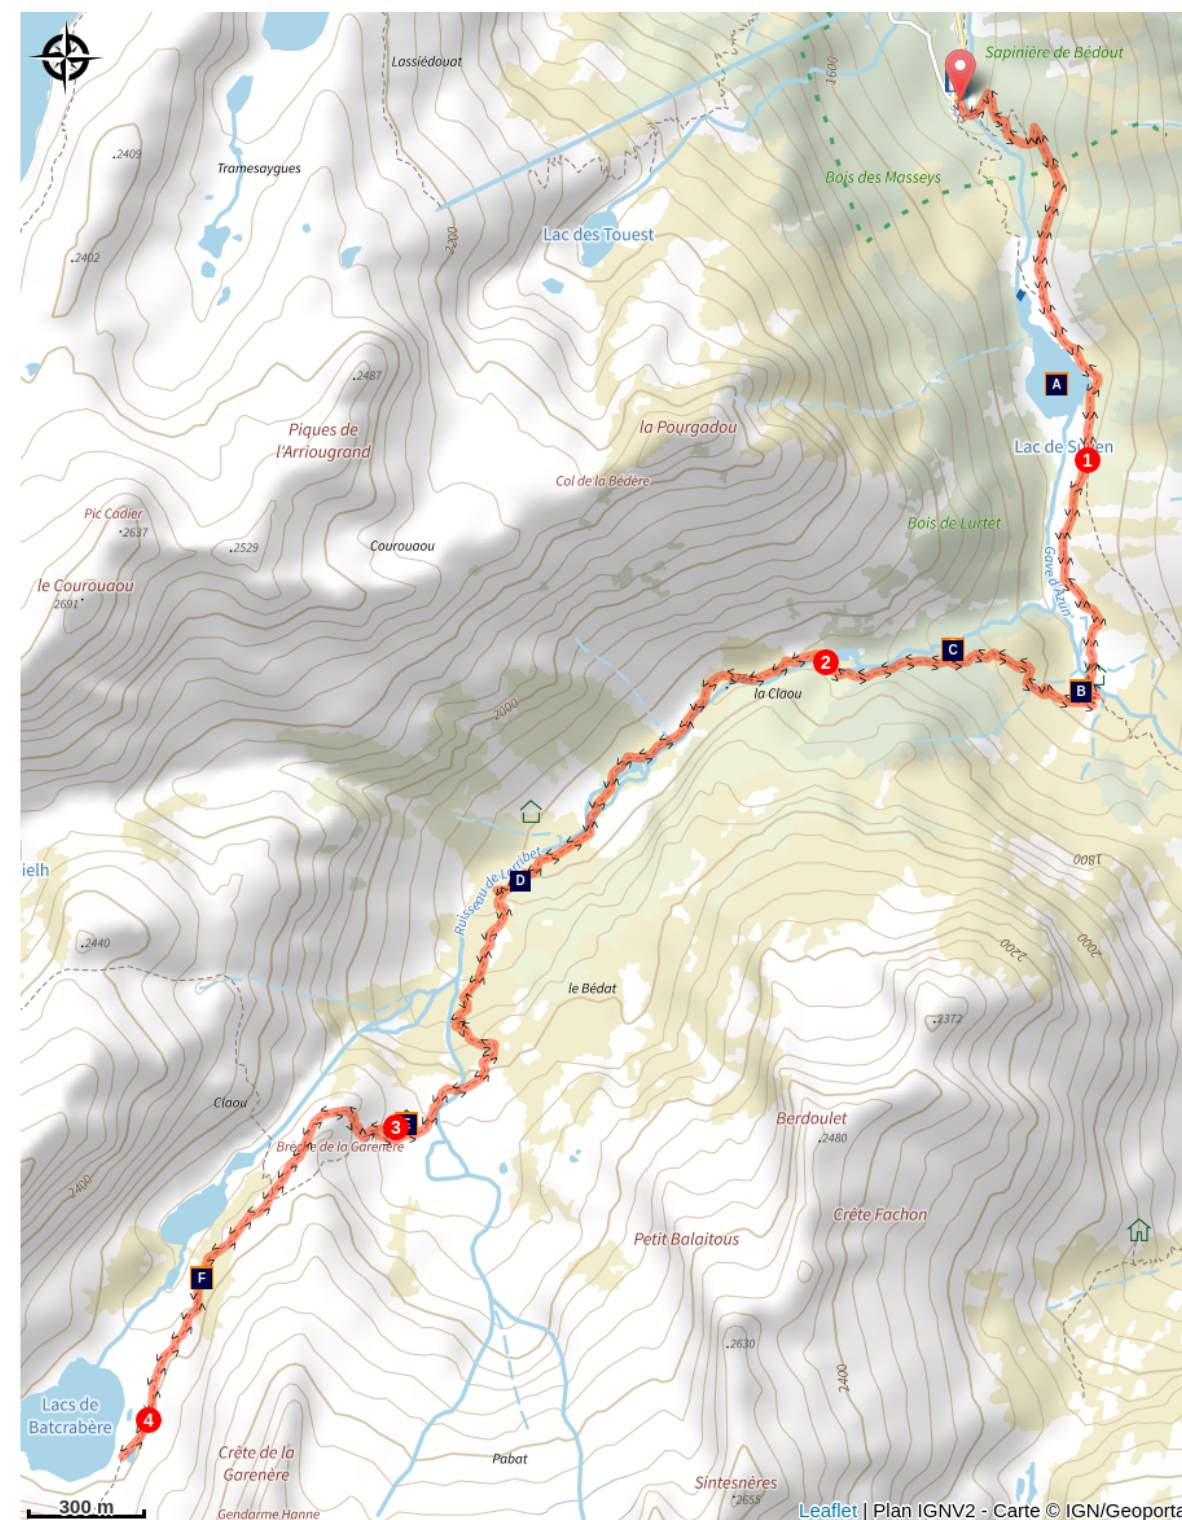 Sapinière de Bédout
Lassiédouat
1600
2409
Tramesaygues
Bois des Masseys
2200
Lac des Touest
2402
2487
A
Piques de
l'Arriougrand
la Pourgadou
Lac de Su en
1
Col de la Bédère
Pic Cadier
2637
2529
Courouaou
Bois de Lurtet
le Courouaou
2691
Gave d'Azun
C
2
B
la Claou
2000
1800
ielh
D
Ruisseau de Larribet
2440
2200
2000
le Bédat
2372
Claou
Berdoulet
3
2480
Brèche de la Garenère
2400
Crête Fachon
Petit Balaitous
F
2630
2400
Lacs de
Batcrabère
4
Crête de la
Garenère
Pabat
Sintesnères
2655
300 m
Gendarme Hanne
Leaflet | Plan IGNV2 - Carte © IGN/Geoporta